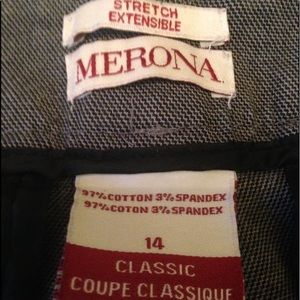 STRETCH
EXTENSIBLE
MERONA
97% COTTON 3% SPANDEX
97% COTON 3% SPANDEX
14
CLASSIC
COUPE CLASSIQUE